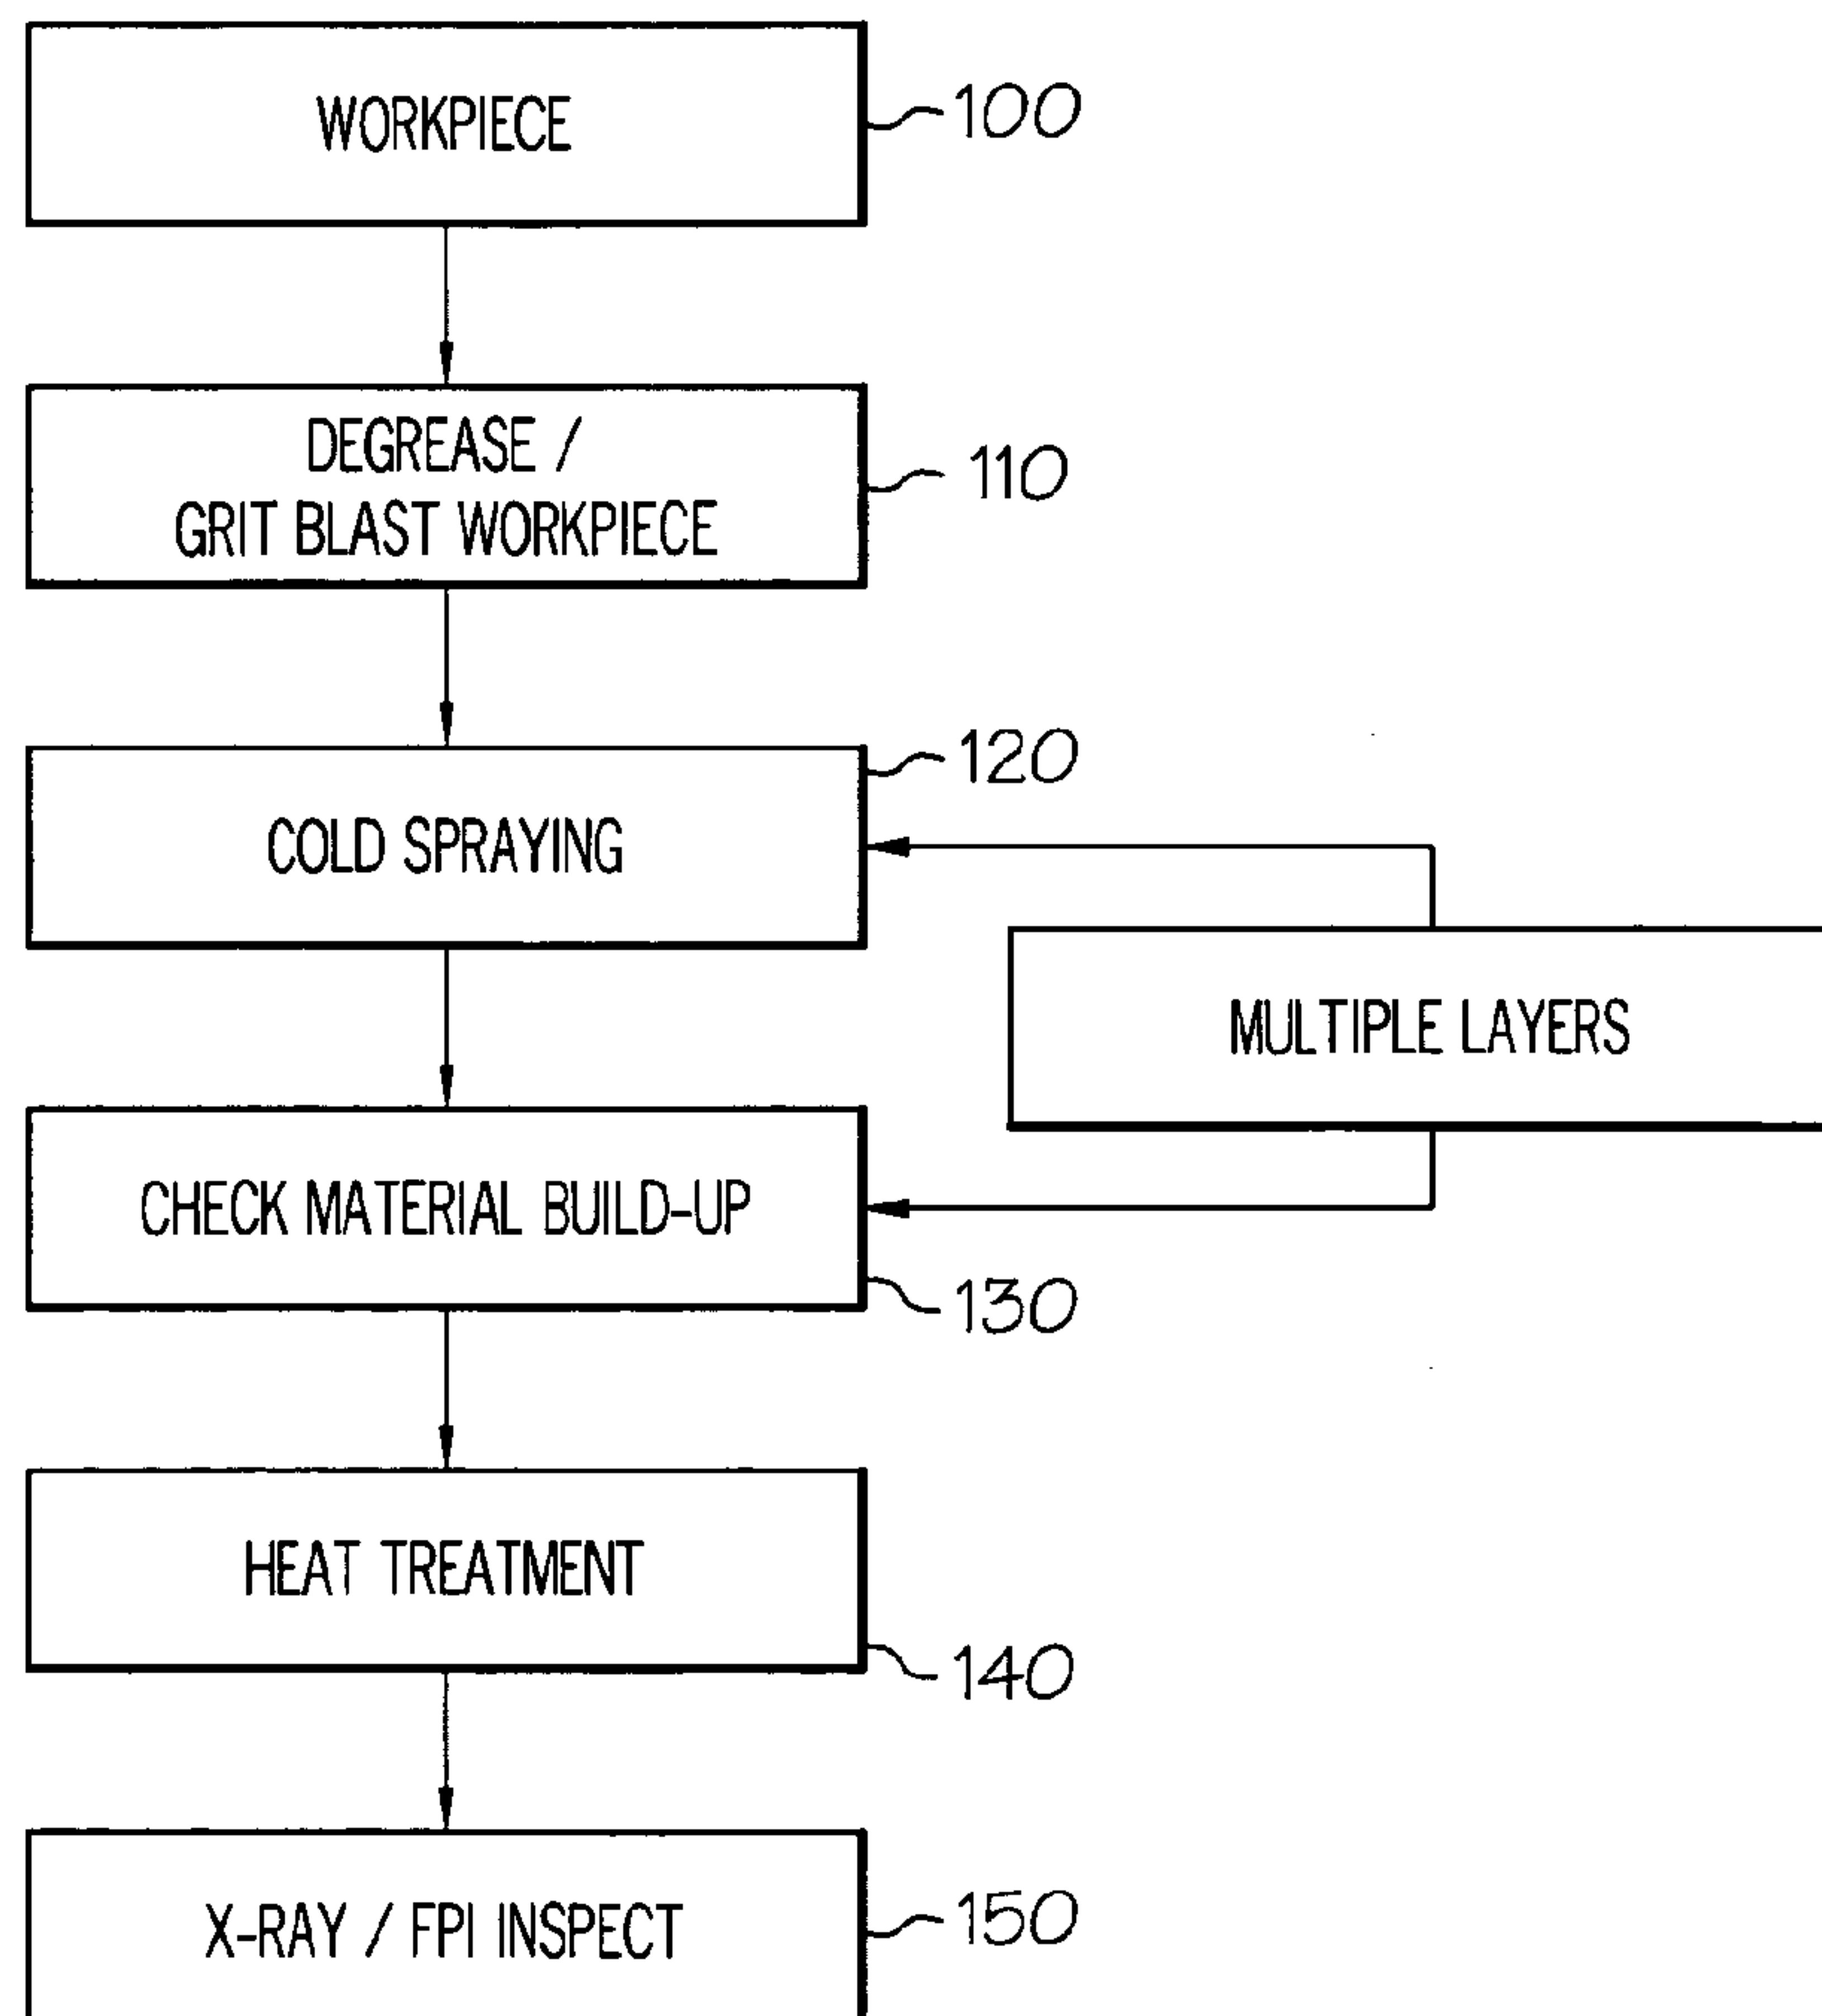 WORKPIECE
100
DEGREASE /
GRIT BLAST WORKPIECE
110
120
COLD SPRAYING
MULTIPLE LAYERS
CHECK MATERIAL BUILD-UP
130
HEAT TREATMENT
140
X-RAY / FPI INSPECT
150